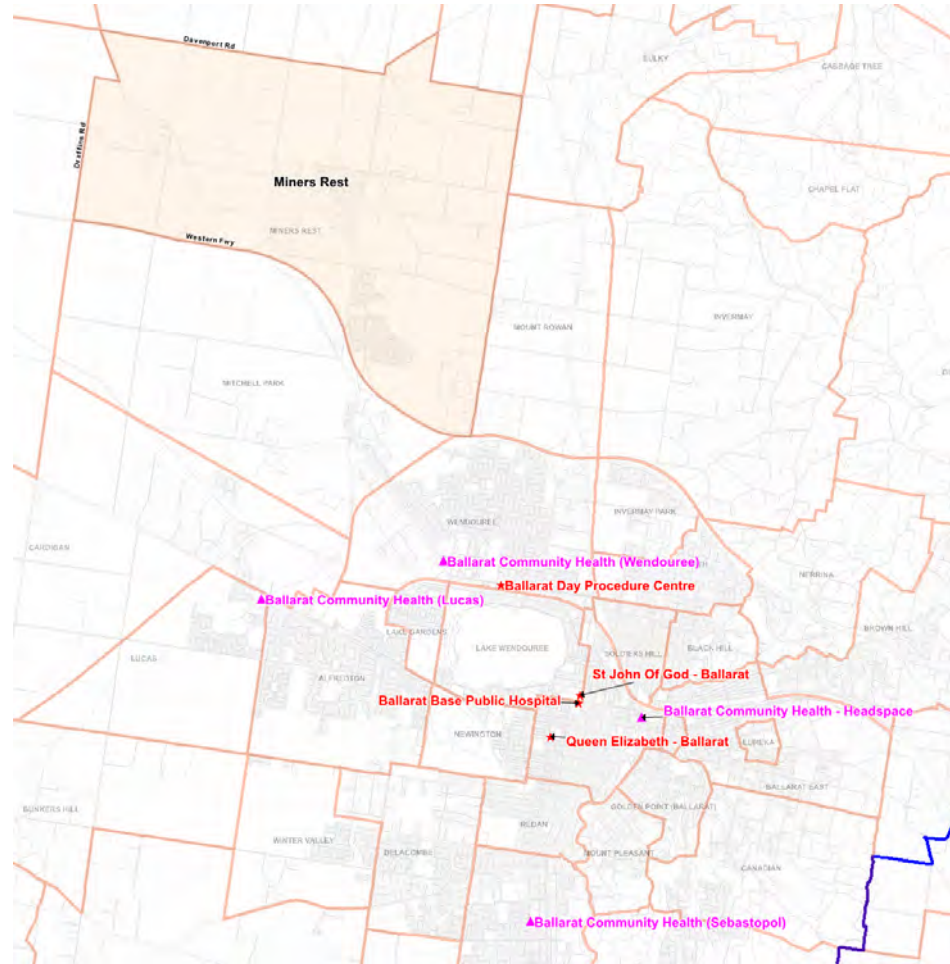 Davenport Rd
SULKY
CABBAGE TREE
Draffins Rd
Miners Rest
CHAPEL FLAT
MINERS REST
Western Fwy
MOUNT ROWAN
INVERMAY
MITCHELL PARK
WENDOUREE
INVERMAY PARK
CARDIGAN
Ballarat Community Health (Wendouree)
NERRINA
Ballarat Day Procedure Centre
Ballarat Community Health (Lucas)
LAKE GARDENS
BROWN HILL
LAKE WENDOUREE
SOLDIERS HILL
BLACK HILL
LUCAS
ALFREDTON
St John Of God - Ballarat
Ballarat Base Public Hospital
Ballarat Community Health - Headspace
NEWINGTON
Queen Elizabeth - Ballarat
EUREKA
BALLARAT EAST
BUNKERS HILL
GOLDEN POINT (BALLARAT)
REDAN
WINTER VALLEY
DELACOMBE
MOUNT PLEASANT
CANADIAN
Ballarat Community Health (Sebastopol)